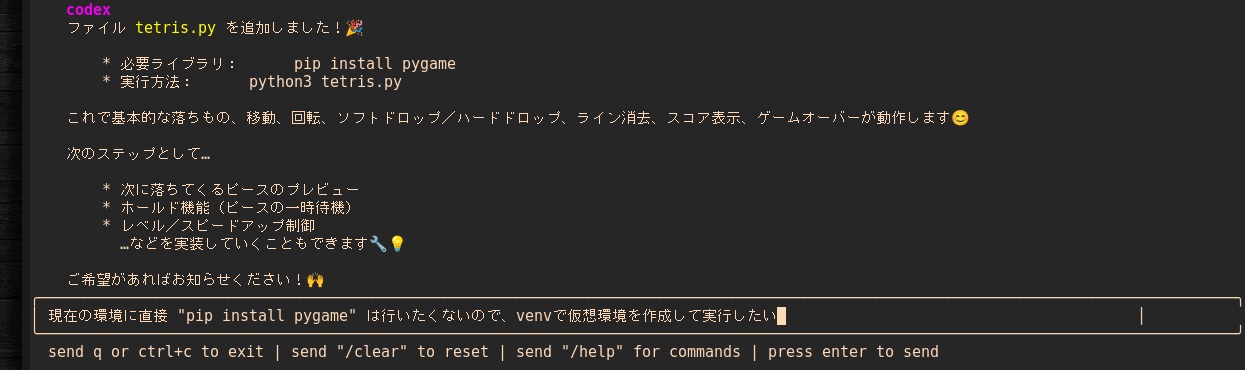 codex
ファイル tetris.py を追加しました！🎉
* 必要ライブラリ： pip install pygame
* 実行方法： python3 tetris.py
これで基本的な落ちもの、移動、回転、ソフトドロップ／ハードドロップ、ライン消去、スコア表示、ゲームオーバーが動作します😊
次のステップとして…
* 次に落ちてくるピースのプレビュー
* ホールド機能（ピースの一時待機）
* レベル／スピードアップ制御
…などを実装していくこともできます🔧💡
ご希望があればお知らせください！🙌
現在の環境に直接 "pip install pygame" は行いたくないので、venvで仮想環境を作成して実行したい
send q or ctrl+c to exit | send "/clear" to reset | send "/help" for commands | press enter to send